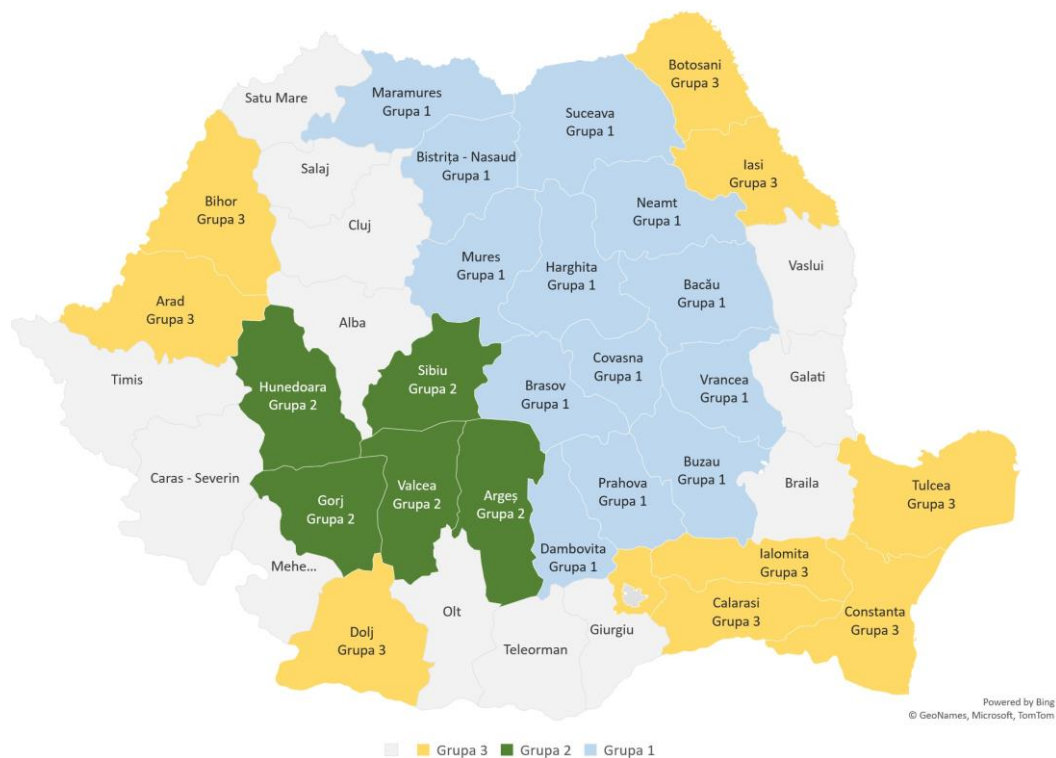 Botosani
Grupa 3
Satu Mare
Maramures
Grupa 1
Suceava
Grupa 1
Bistrița - Nasaud
Grupa 1
Iasi
Grupa 3
Salaj
Bihor
Grupa 3
Neamt
Grupa 1
Cluj
Mures
Grupa 1
Harghita
Grupa 1
Vaslui
Bacău
Grupa 1
Arad
Grupa 3
Alba
Timis
Hunedoara
Grupa 2
Sibiu
Grupa 2
Brasov
Grupa 1
Covasna
Grupa 1
Vrancea
Grupa 1
Galati
Caras - Severin
Gorj
Grupa 2
Valcea
Grupa 2
Argeș
Grupa 2
Prahova
Grupa 1
Buzau
Grupa 1
Braila
Tulcea
Grupa 3
Mehe...
Dambovita
Grupa 1
Ialomita
Grupa 3
Calarasi
Grupa 3
Constanta
Grupa 3
Dolj
Grupa 3
Olt
Teleorman
Giurgiu
Powered by Bing
© GeoNames, Microsoft, TomTom
Grupa 3 Grupa 2 Grupa 1